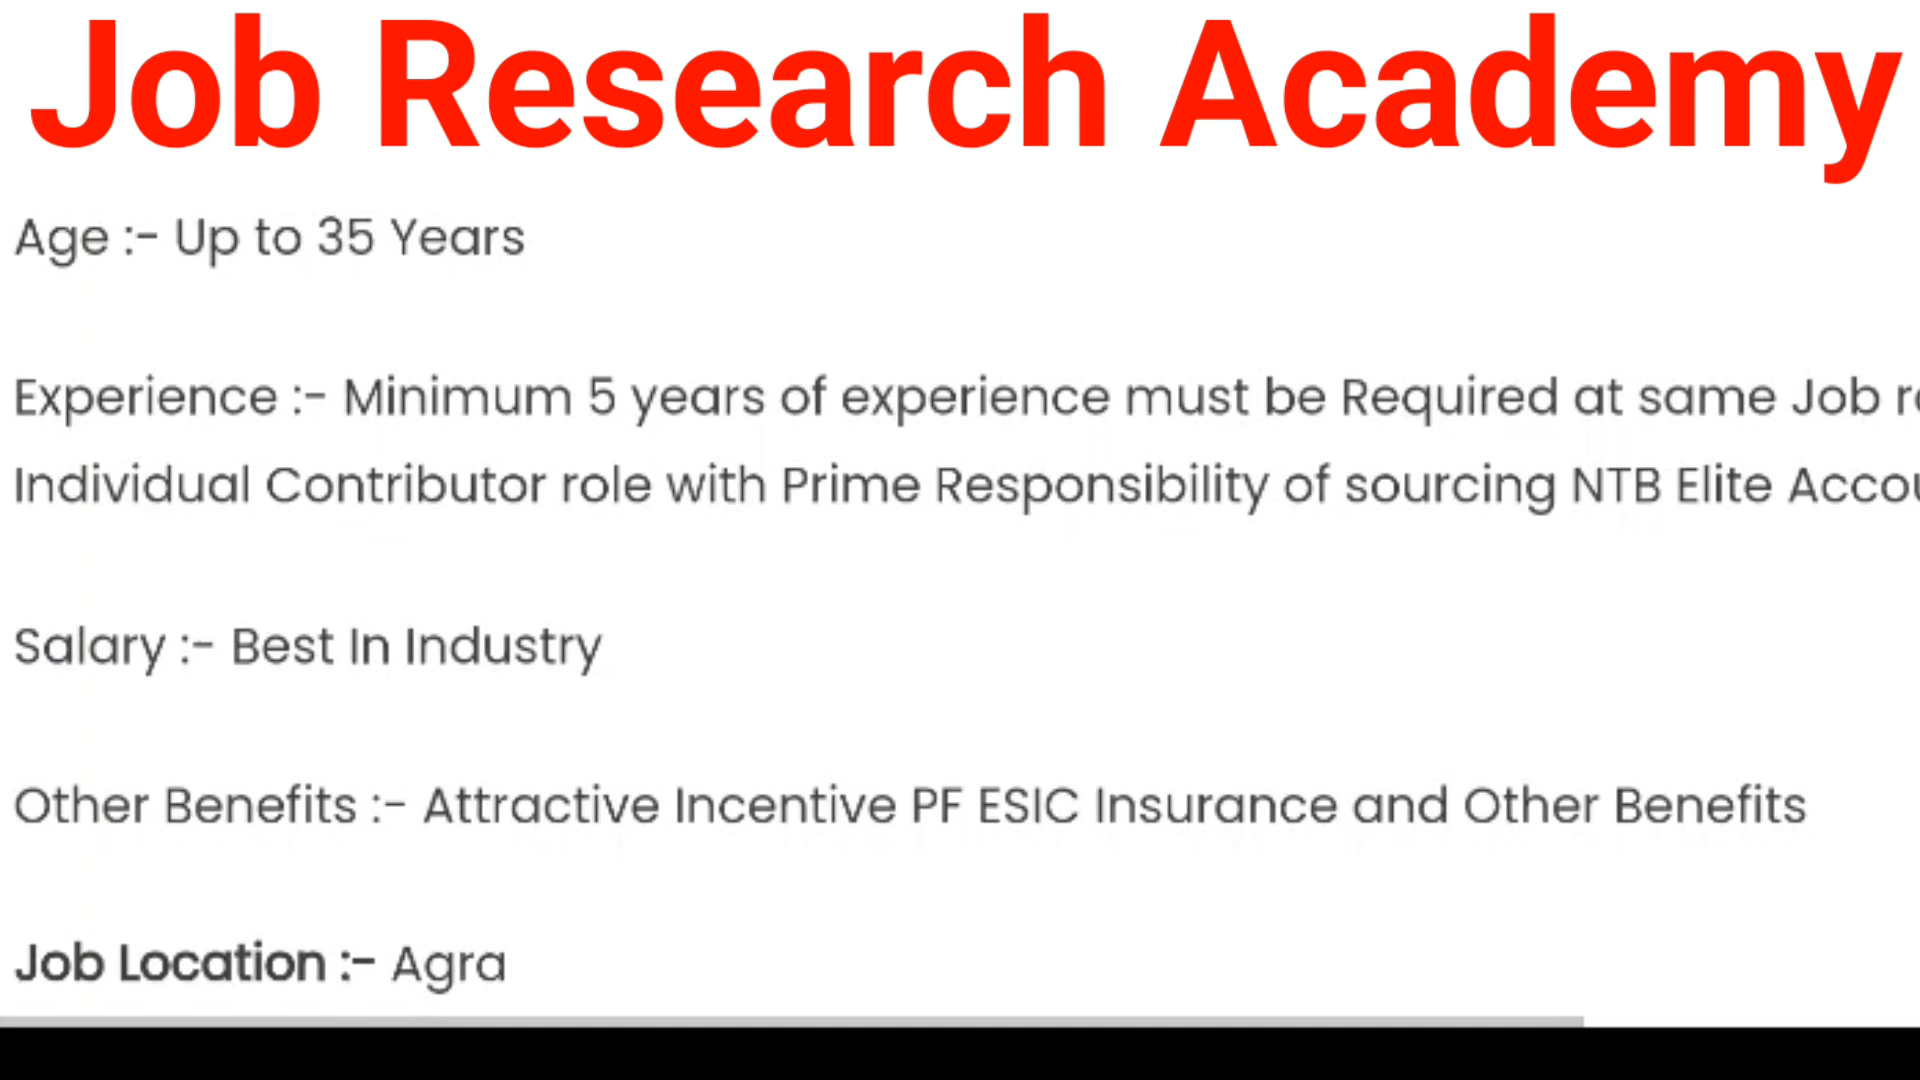 Job Research Academy
Age :- Up to 35 Years
Experience :- Minimum 5 years of experience must be Required at same Job
Individual Contributor role with Prime Responsibility of sourcing NTB Elite
Salary :- Best In Industry
Other Benefits :- Attractive Incentive PF ESIC Insurance and Other Benefits
Job Location :- Agra